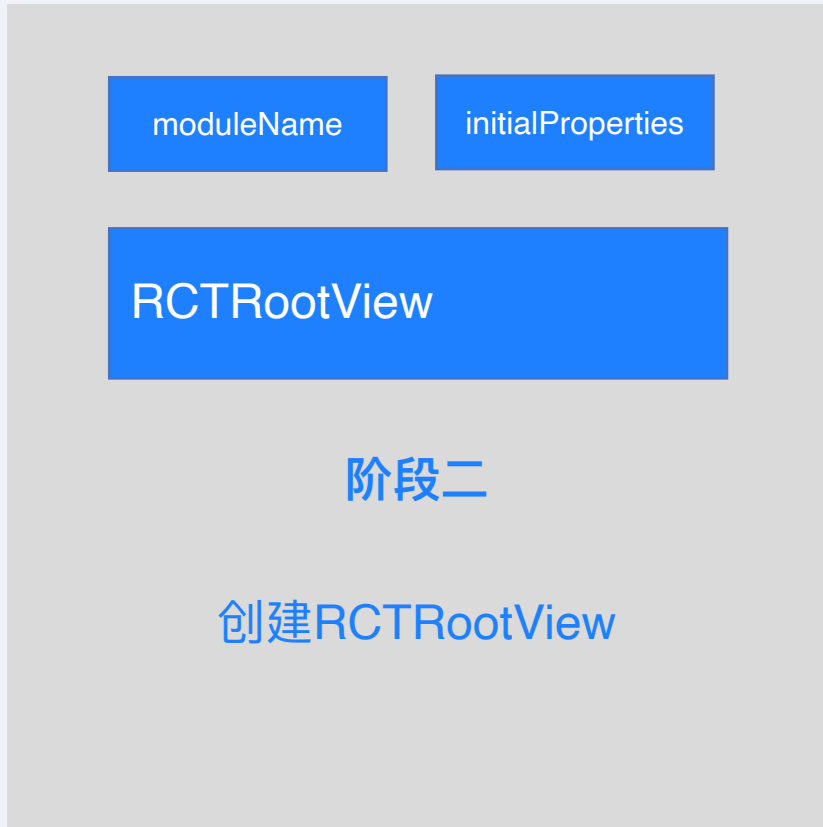 moduleName
initialProperties
RCTRootView
阶段二
创建RCTRootView